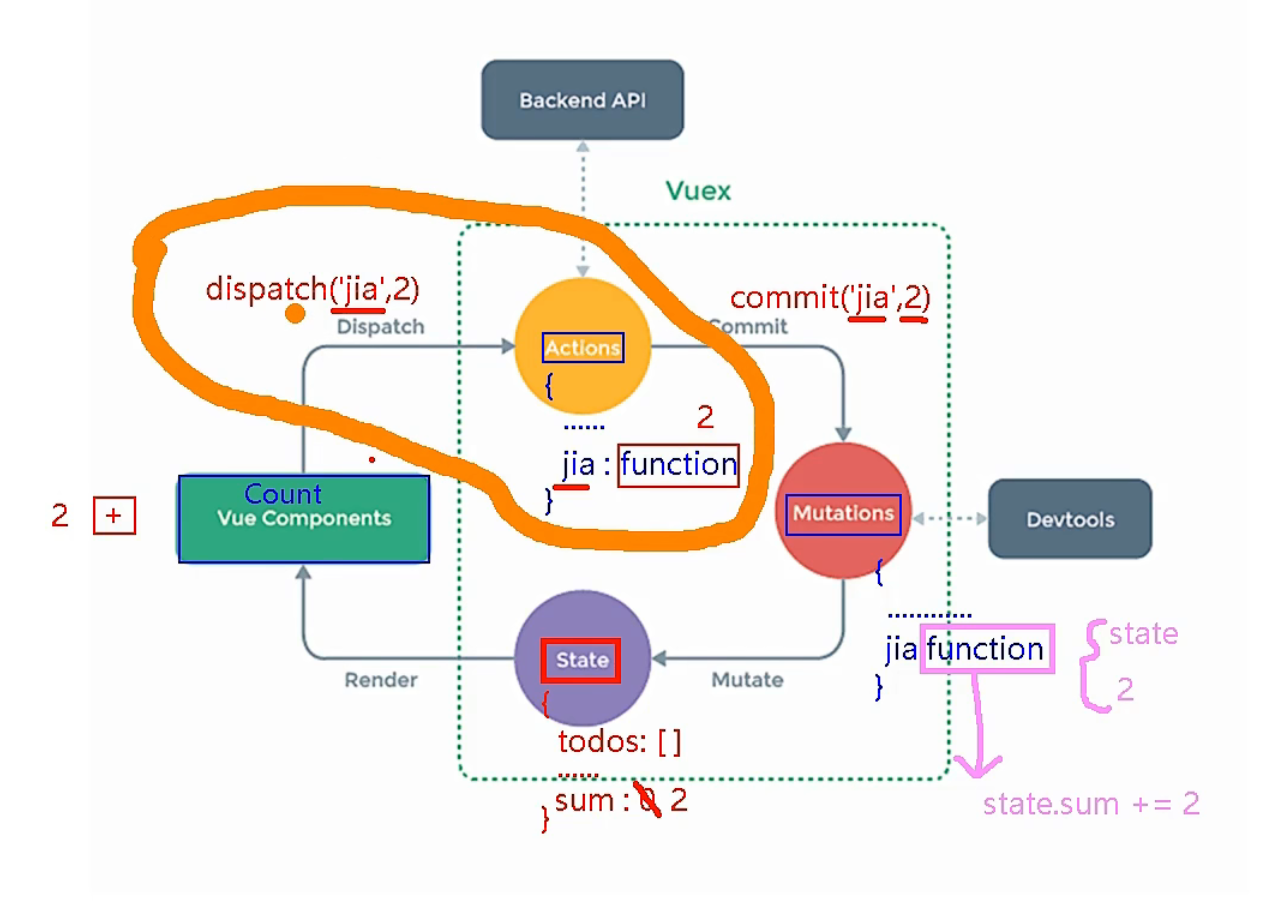 Backend API
Vuex
dispatch('jia',2)
commit('jia',2)
Dispatch
Commit
Actions
{
......
2
jia : function
}
Count
Vue Components
2 +
Mutations
Devtools
{
............
jia function
}
state
2
State
Render
Mutate
{
todos: [ ]
......
sum : 0 2
}
state.sum += 2